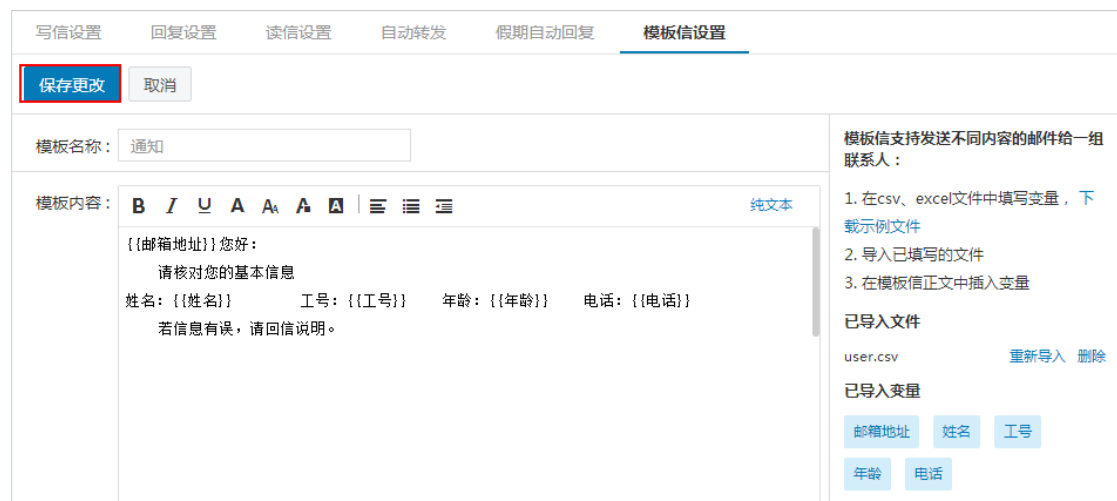 写信设置 回复设置 读信设置 自动转发 假期自动回复 模板信设置
保存更改 取消
模板名称： 通知
模板内容： B I U A AA A A 纯文本
{{邮箱地址}}您好：
请核对您的基本信息
姓名：{{姓名}} 工号：{{工号}} 年龄：{{年龄}} 电话：{{电话}}
若信息有误，请回信说明。
模板信支持发送不同内容的邮件给一组
联系人：
1. 在csv、excel文件中填写变量， 下
载示例文件
2. 导入已填写的文件
3. 在模板信正文中插入变量
已导入文件
user.csv 重新导入 删除
已导入变量
邮箱地址 姓名 工号
年龄 电话